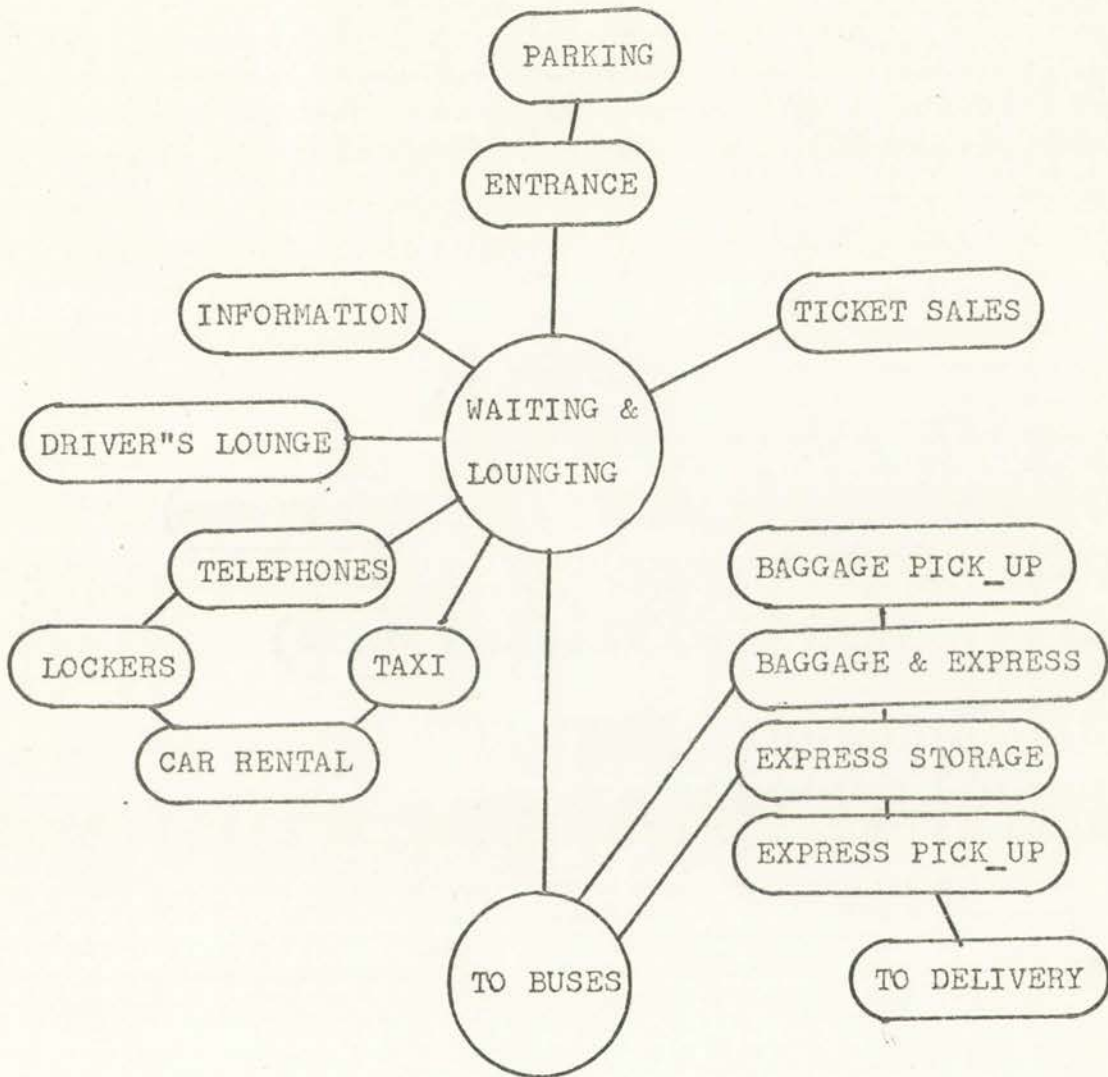 PARKING
ENTRANCE
INFORMATION
TICKET SALES
WAITING &
LOUNGING
DRIVER"S LOUNGE
TELEPHONES
BAGGAGE PICK_UP
LOCKERS
TAXI
BAGGAGE & EXPRESS
CAR RENTAL
EXPRESS STORAGE
EXPRESS PICK_UP
TO BUSES
TO DELIVERY